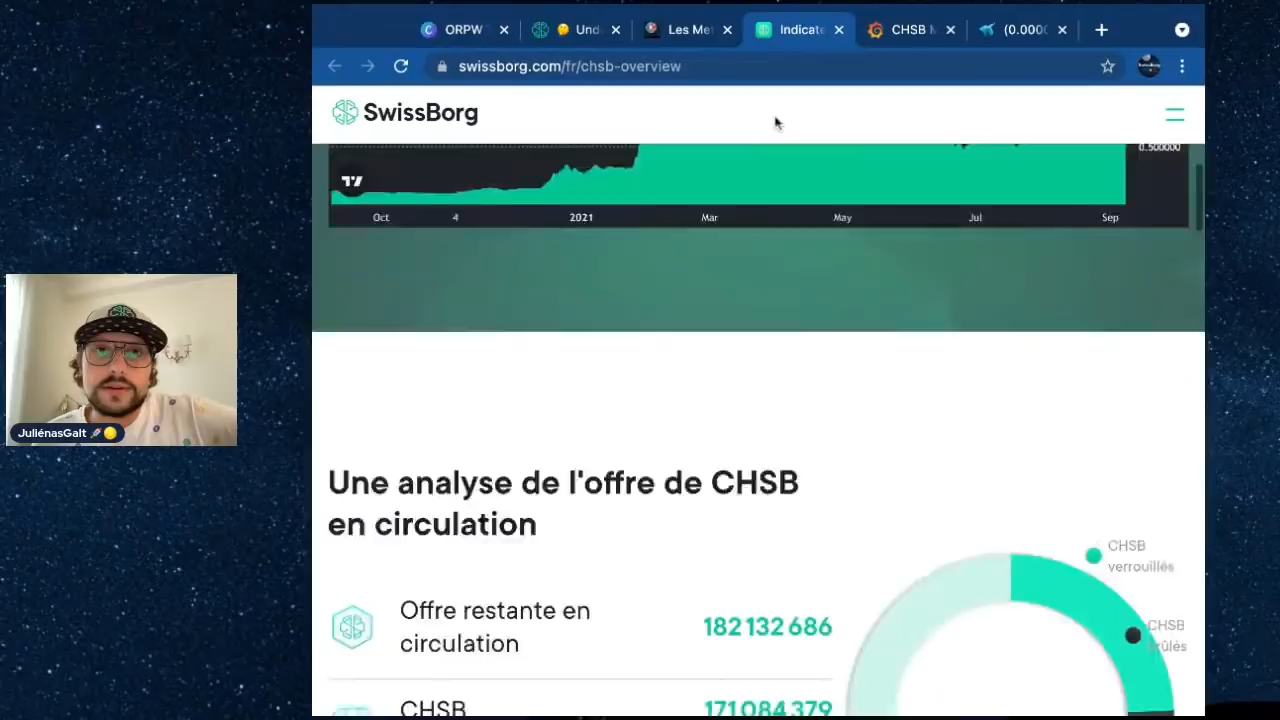 ORPW
Und
Les Met
Indicate
CHSB M
(0.000
swissborg.com/fr/chsb-overview
SwissBorg
0.500000
Oct 4 2021 Mar May Jul Sep
JuliénasGalt
Une analyse de l'offre de CHSB
en circulation
CHSB
verrouillés
Offre restante en
circulation
182 132 686
CHSB
brûlés
CHSB
171 084 379